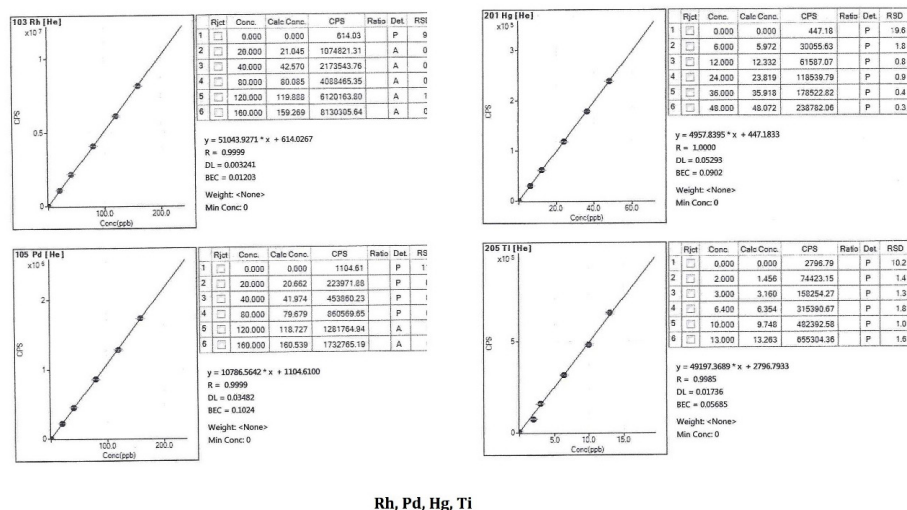 103 Rh [He]
x10 7
1
0.5
0
CPS
100.0 200.0
Conc(ppb)
Rjct Conc. Calc Conc. CPS Ratio Det. RSD
1 0.000 0.000 614.03 P 9
2 20.000 21.045 1074821.31 A 0
3 40.000 42.570 2173543.76 A 0
4 80.000 80.085 4088465.35 A 0
5 120.000 119.888 6120163.80 A 1
6 160.000 159.269 8130305.64 A 0
y = 51043.9271 * x + 614.0267
R = 0.9999
DL = 0.003241
BEC = 0.01203
Weight: <None>
Min Conc: 0
201 Hg [He]
x10 5
3
2
1
0
CPS
20.0 40.0 60.0
Conc(ppb)
Rjct Conc. Calc Conc. CPS Ratio Det. RSD
1 0.000 0.000 447.18 P 19.6
2 6.000 5.972 30055.63 P 1.8
3 12.000 12.332 61587.07 P 0.8
4 24.000 23.819 118539.79 P 0.9
5 36.000 35.918 178522.82 P 0.4
6 48.000 48.072 238782.06 P 0.3
y = 4957.8395 * x + 447.1833
R = 1.0000
DL = 0.05293
BEC = 0.0902
Weight: <None>
Min Conc: 0
105 Pd [He]
x10 6
2
1
0
CPS
100.0 200.0
Conc(ppb)
Rjct Conc. Calc Conc. CPS Ratio Det. RS
1 0.000 0.000 1104.61 P 1
2 20.000 20.662 223971.88 P
3 40.000 41.974 453860.23 P
4 80.000 79.679 860569.65 P
5 120.000 118.727 1281764.94 A
6 160.000 160.539 1732765.19 A
y = 10786.5642 * x + 1104.6100
R = 0.9999
DL = 0.03482
BEC = 0.1024
Weight: <None>
Min Conc: 0
205 Tl [He]
x10 5
5
0
CPS
5.0 10.0 15.0
Conc(ppb)
Rjct Conc. Calc Conc. CPS Ratio Det. RSD
1 0.000 0.000 2796.79 P 10.2
2 2.000 1.456 74423.15 P 1.4
3 3.000 3.160 158254.27 P 1.3
4 6.400 6.354 315390.67 P 1.8
5 10.000 9.748 482392.58 P 1.0
6 13.000 13.263 655304.36 P 1.6
y = 49197.3689 * x + 2796.7933
R = 0.9985
DL = 0.01736
BEC = 0.05685
Weight: <None>
Min Conc: 0
Rh, Pd, Hg, Ti